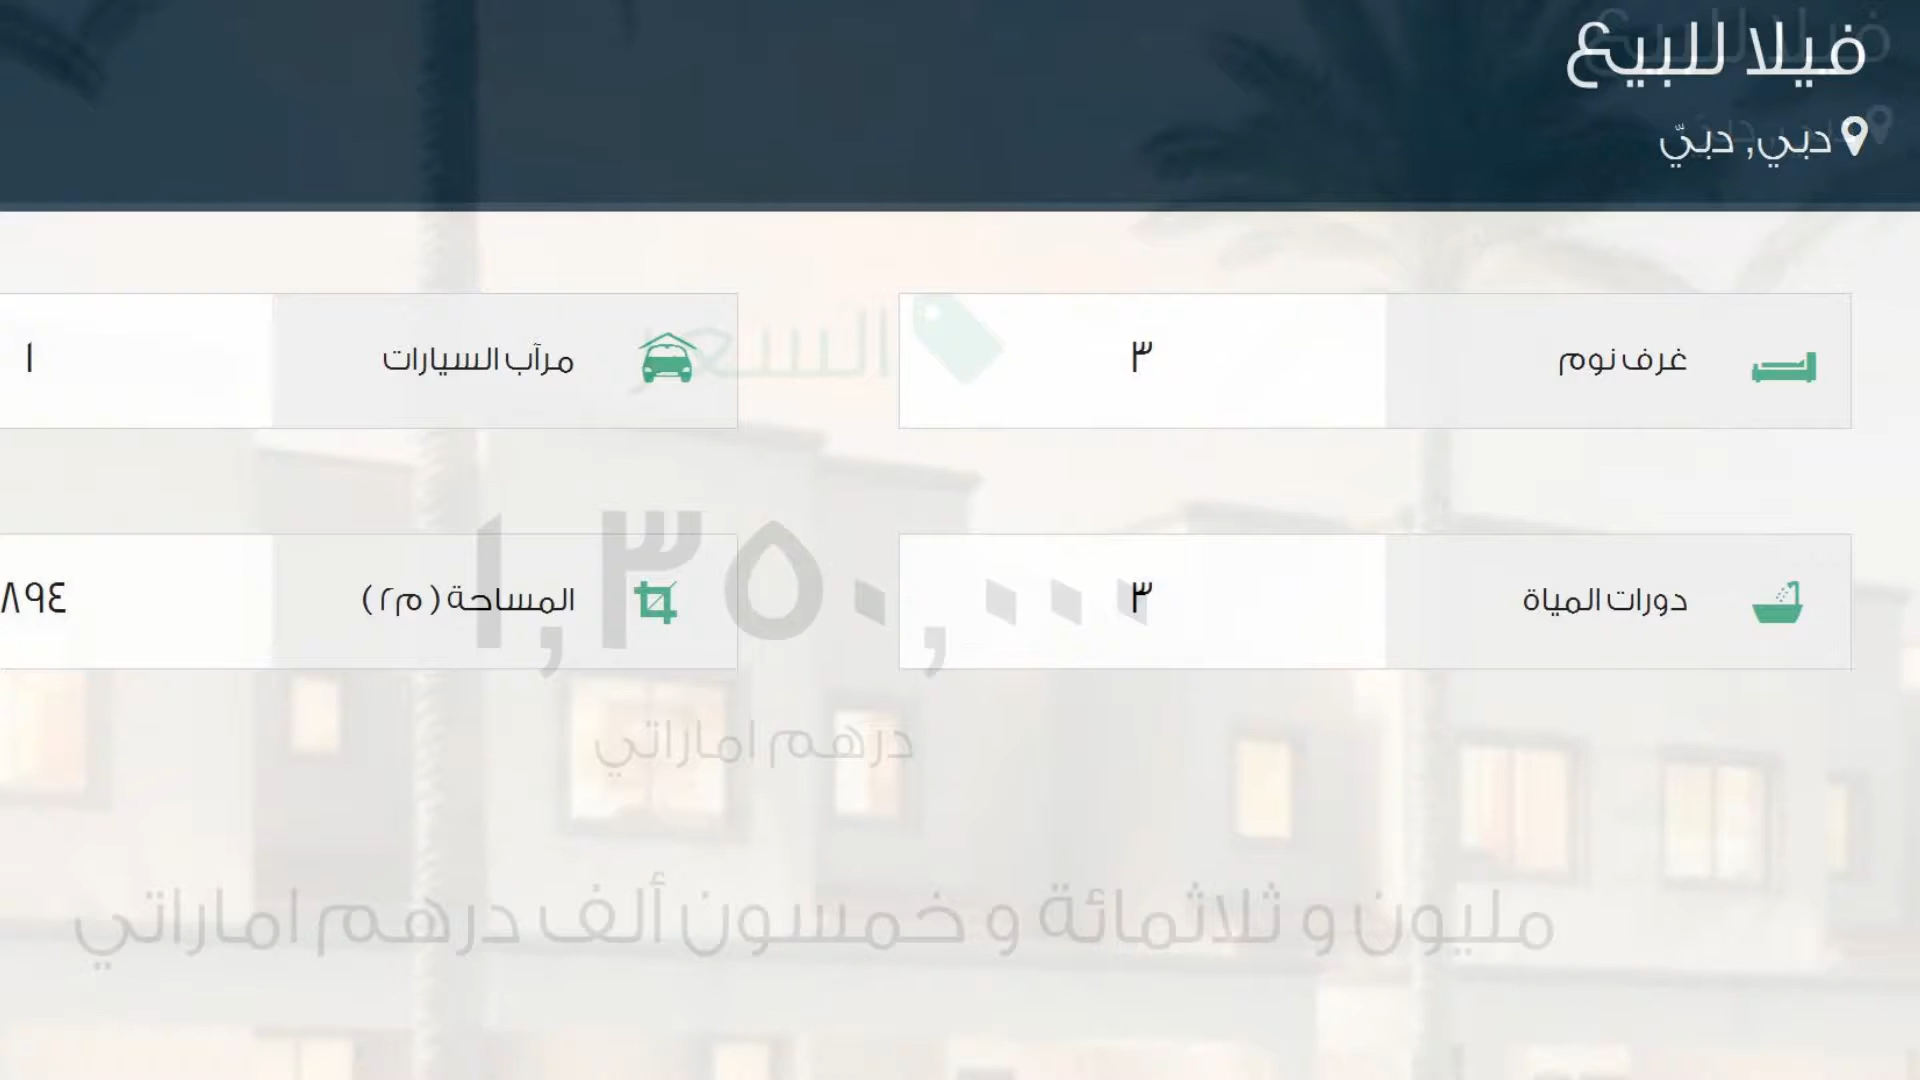 فيلا للبيع
دبي, دبيّ
غرف نوم
٣
مرآب السيارات
١
السعر
دورات المياة
٣
المساحة (م٢)
٨٩٤
١,٣٥٠,٠٠٠
درهم اماراتي
مليون و ثلاثمائة و خمسون ألف درهم اماراتي